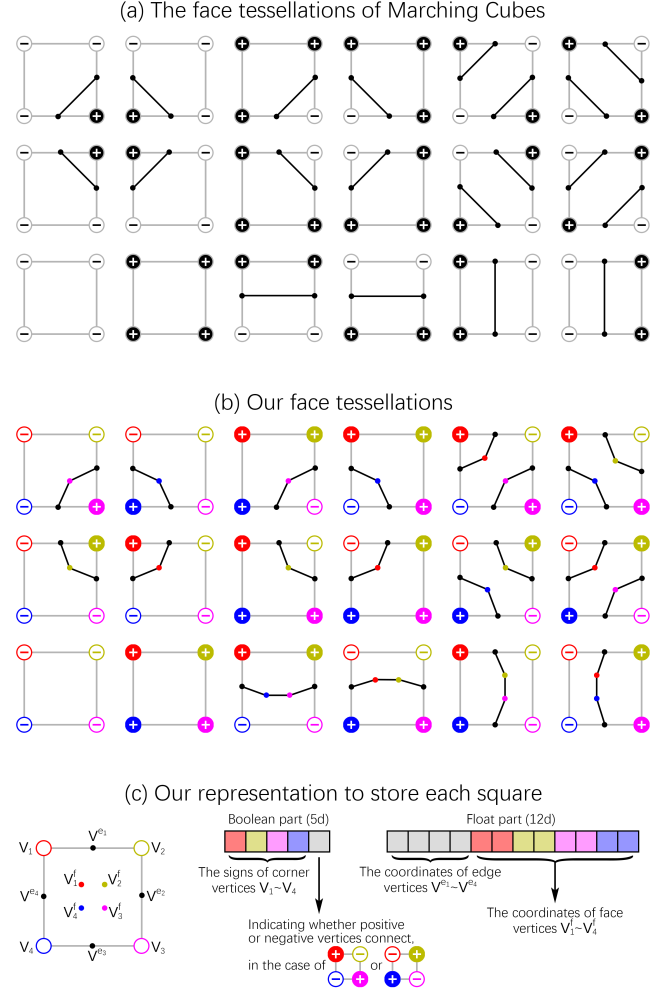 (a) The face tessellations of Marching Cubes
(b) Our face tessellations
(c) Our representation to store each square
Boolean part (5d)
Float part (12d)
V₁
Vᵉ¹
V₂
Vᵉ⁴
V₁ᶠ
V₂ᶠ
Vᵉ²
V₄ᶠ
V₃ᶠ
V₄
Vᵉ³
V₃
The signs of corner
vertices V₁~V₄
The coordinates of edge
vertices Vᵉ¹~Vᵉ⁴
The coordinates of face
vertices V₁ᶠ~V₄ᶠ
Indicating whether positive
or negative vertices connect,
in the case of
or